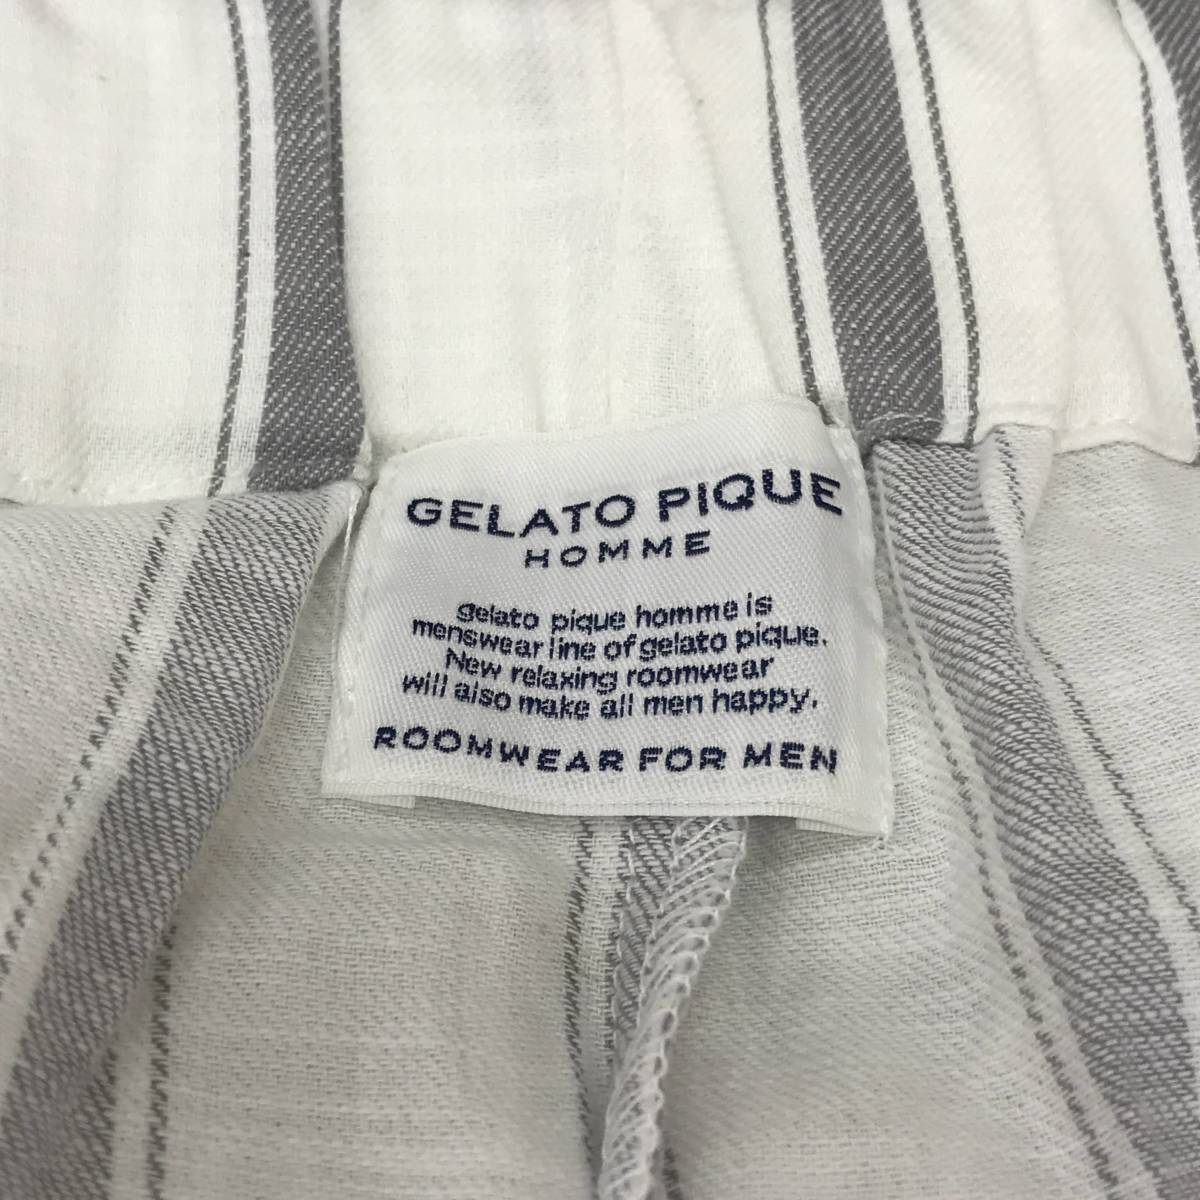 GELATO PIQUE
HOMME
gelato pique homme is
menswear line of gelato pique.
New relaxing roomwear
will also make all men happy.
ROOMWEAR FOR MEN